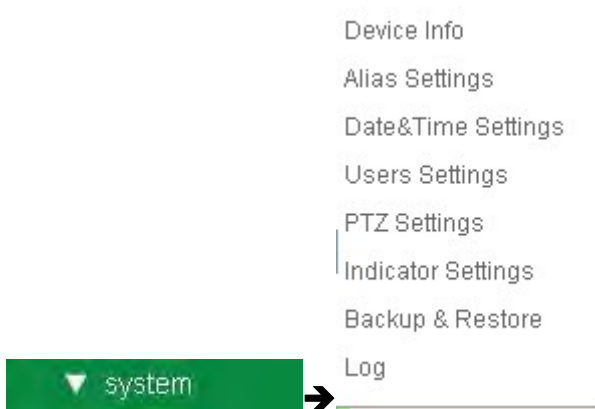 Device Info
Alias Settings
Date&Time Settings
Users Settings
PTZ Settings
Indicator Settings
Backup & Restore
Log
system